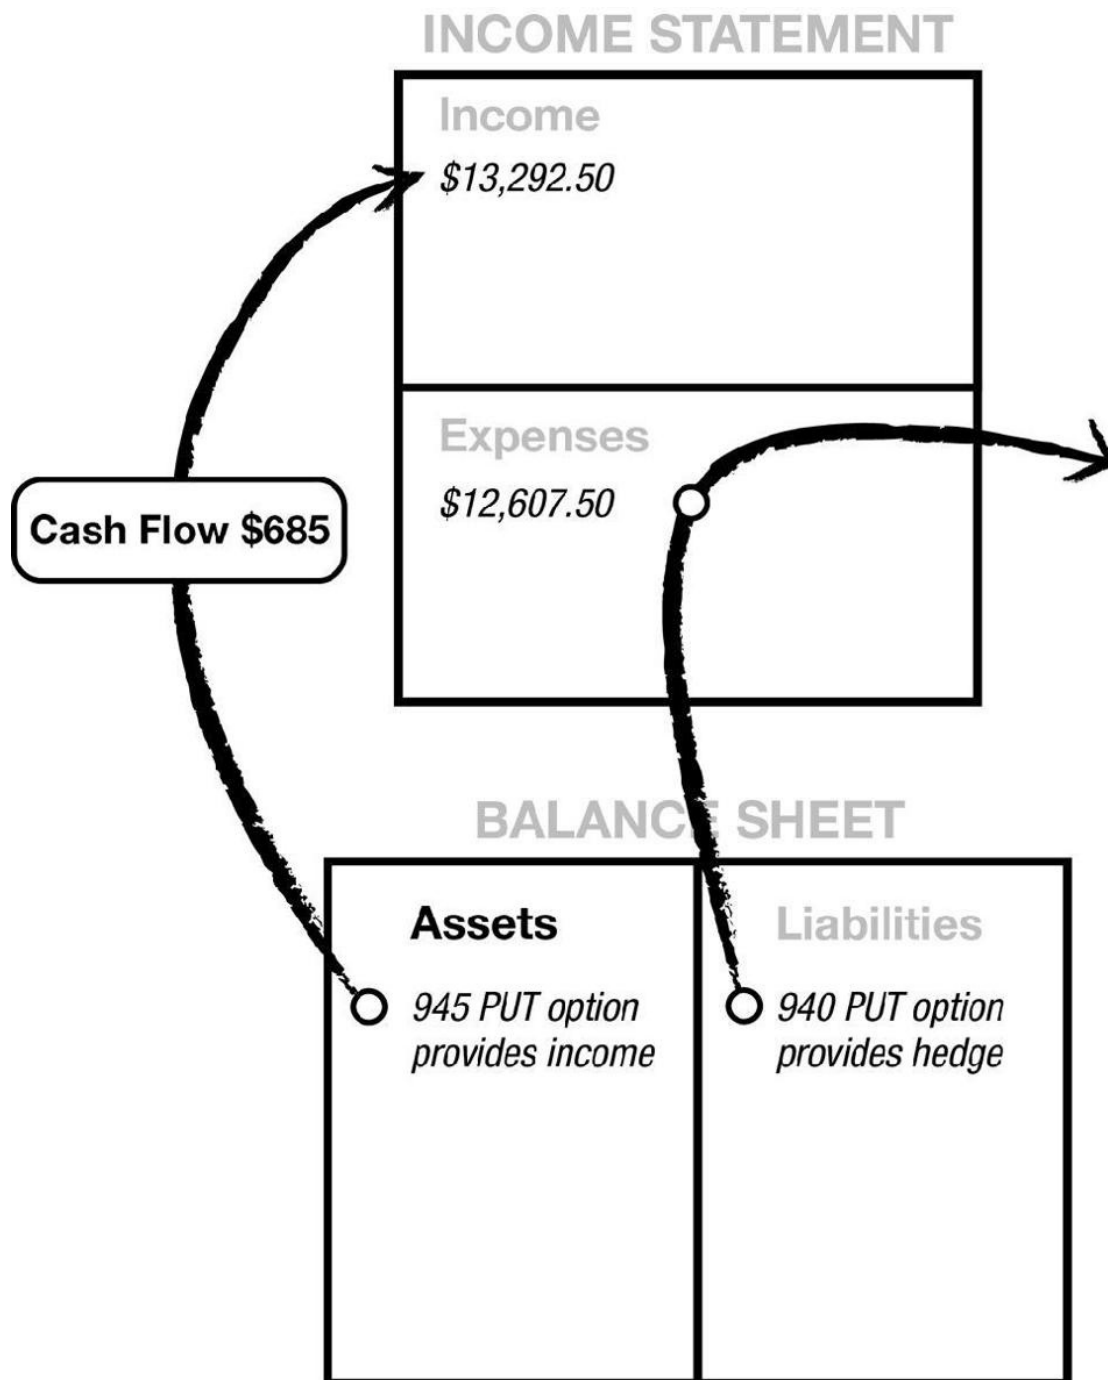 INCOME STATEMENT
Income
$13,292.50
Expenses
$12,607.50
Cash Flow $685
BALANCE SHEET
Assets
945 PUT option
provides income
Liabilities
940 PUT option
provides hedge